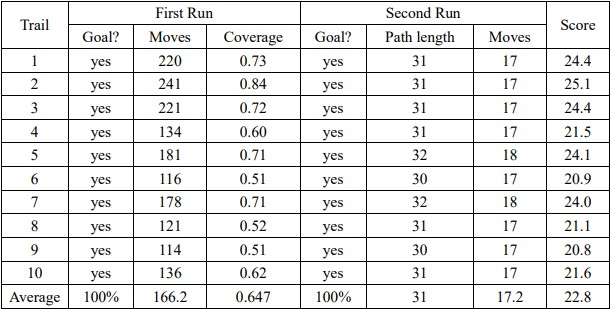 Trail First Run Second Run Score
Goal? Moves Coverage Goal? Path length Moves
1 yes 220 0.73 yes 31 17 24.4
2 yes 241 0.84 yes 31 17 25.1
3 yes 221 0.72 yes 31 17 24.4
4 yes 134 0.60 yes 31 17 21.5
5 yes 181 0.71 yes 32 18 24.1
6 yes 116 0.51 yes 30 17 20.9
7 yes 178 0.71 yes 32 18 24.0
8 yes 121 0.52 yes 31 17 21.1
9 yes 114 0.51 yes 30 17 20.8
10 yes 136 0.62 yes 31 17 21.6
Average 100% 166.2 0.647 100% 31 17.2 22.8